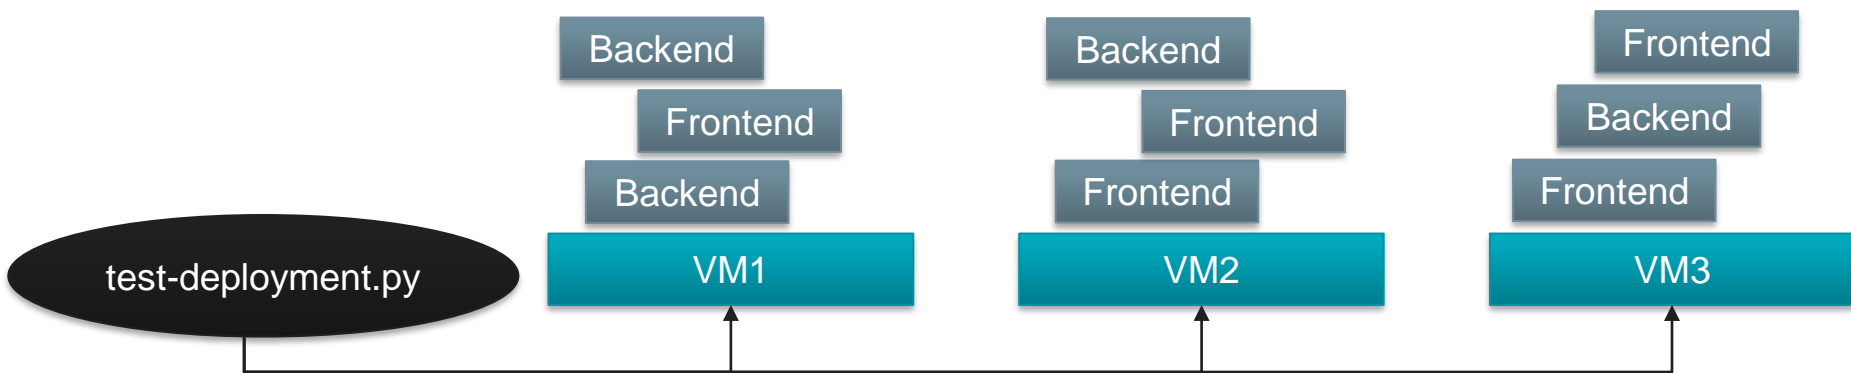 Backend
Frontend
Backend
VM1
Backend
Frontend
Frontend
VM2
Frontend
Backend
Frontend
VM3
test-deployment.py